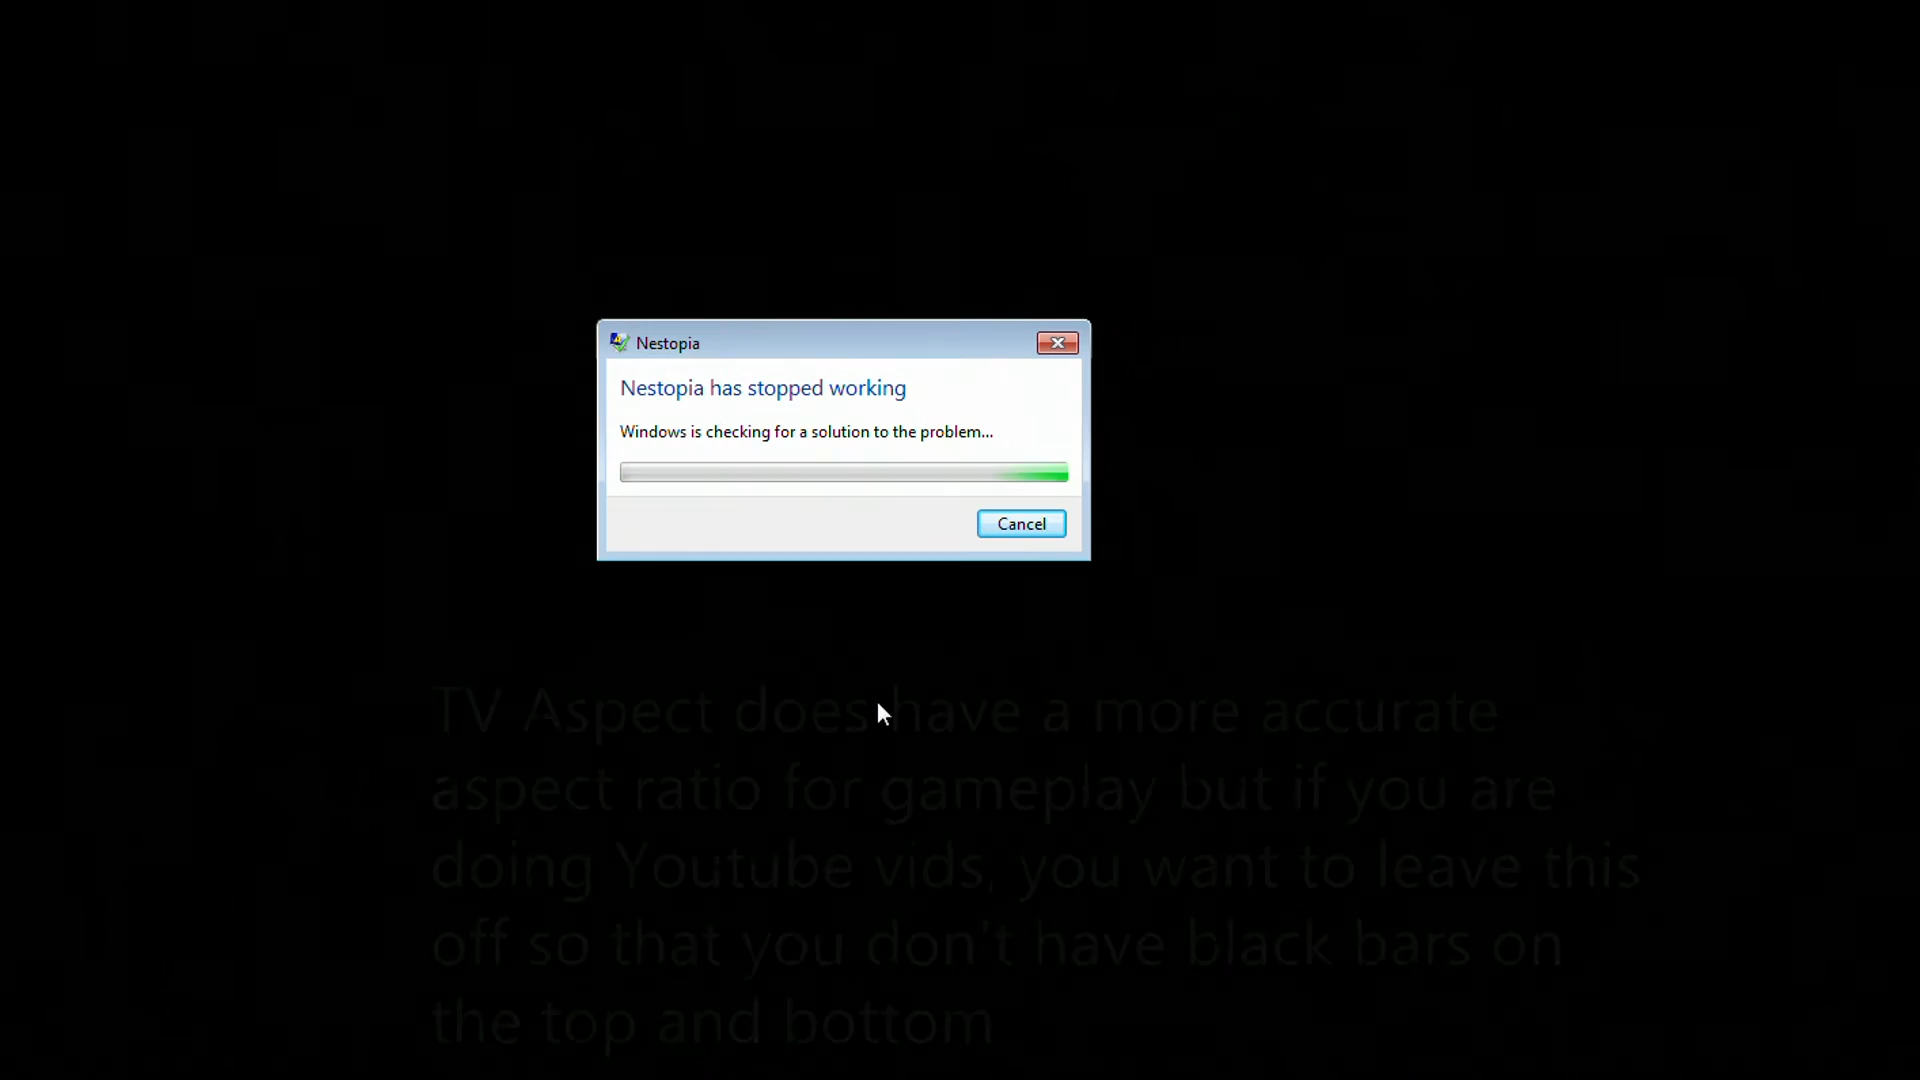 Nestopia
Nestopia has stopped working
Windows is checking for a solution to the problem...
Cancel
TV Aspect does have a more accurate
aspect ratio for gameplay but if you are
doing Youtube vids, you want to leave this
off so that you don't have black bars on
the top and bottom